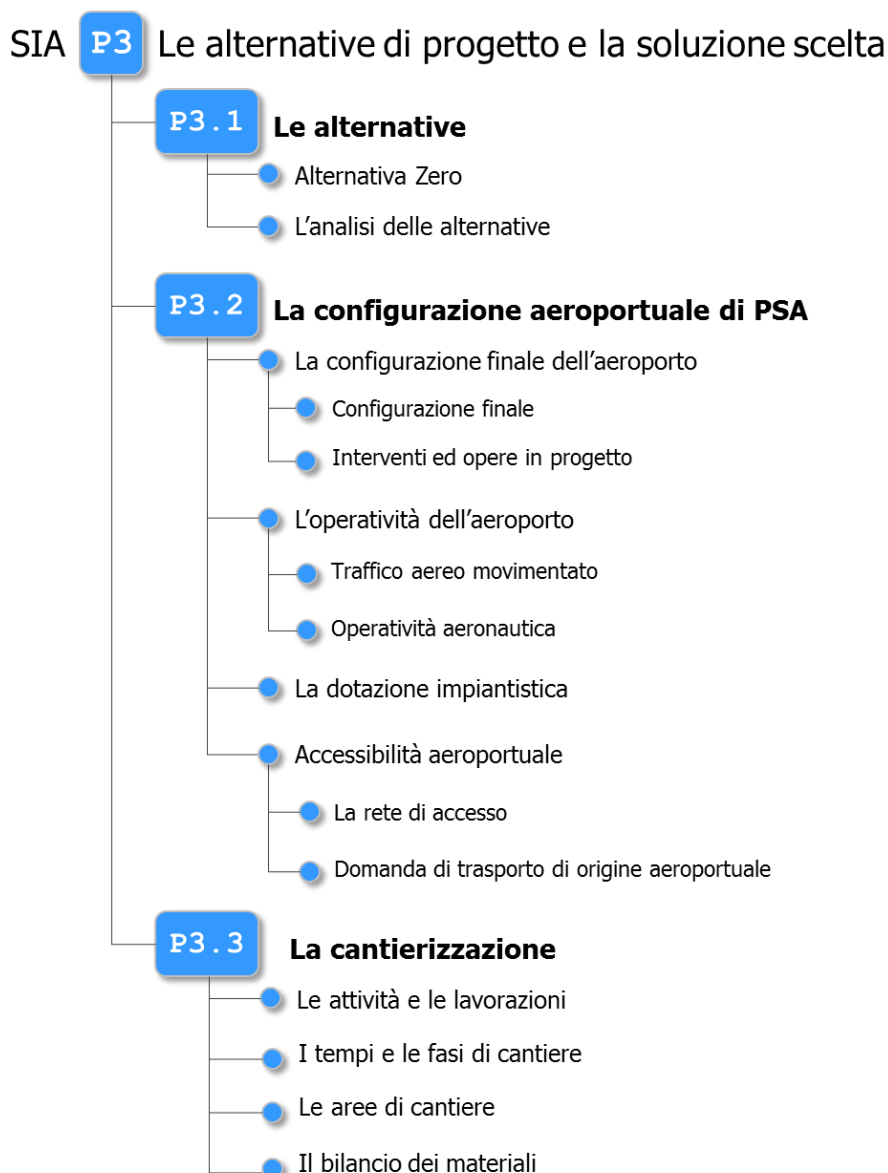 SIA P3 Le alternative di progetto e la soluzione scelta
P3.1 Le alternative
Alternativa Zero
L'analisi delle alternative
P3.2 La configurazione aeroportuale di PSA
La configurazione finale dell'aeroporto
Configurazione finale
Interventi ed opere in progetto
L'operatività dell'aeroporto
Traffico aereo movimentato
Operatività aeronautica
La dotazione impiantistica
Accessibilità aeroportuale
La rete di accesso
Domanda di trasporto di origine aeroportuale
P3.3 La cantierizzazione
Le attività e le lavorazioni
I tempi e le fasi di cantiere
Le aree di cantiere
Il bilancio dei materiali